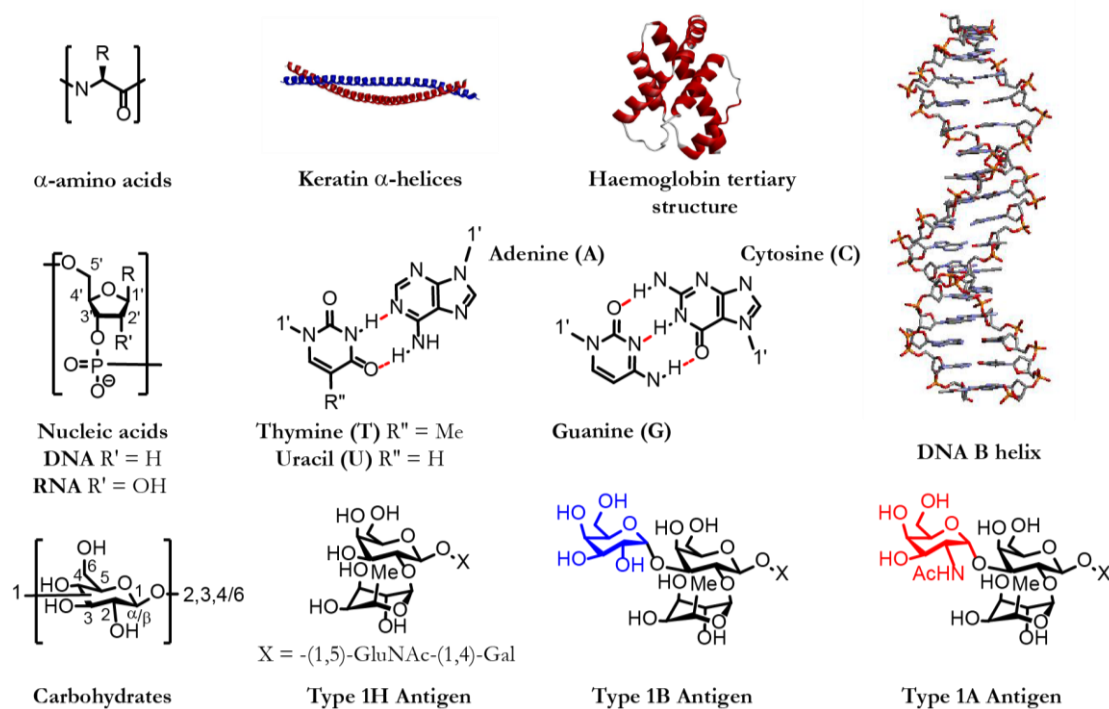 R
N
O
α-amino acids
Keratin α-helices
Haemoglobin tertiary
structure
O
5'
R
4'
O
1'
3'
2'
O
R'
O=P
O⊖
Nucleic acids
DNA R' = H
RNA R' = OH
Adenine (A)
1'
O
N
N
N
1'
N
N
H
N
N
H
NH
O
R"
Thymine (T) R" = Me
Uracil (U) R" = H
Cytosine (C)
1'
O
H
N
N
N
H
N
N
N
N
H
O
1'
N
Guanine (G)
DNA B helix
OH
6
4
HO
5
O
1
1
O
2,3,4/6
HO
3
2
α/β
OH
Carbohydrates
HO
OH
O
HO
O
X
O
Me
HO
O
HO
OH
X = -(1,5)-GluNAc-(1,4)-Gal
Type 1H Antigen
HO
OH
O
HO
OH
O
HO
OH
O
O
X
O
Me
HO
O
HO
OH
Type 1B Antigen
HO
OH
O
HO
AcHN
O
HO
OH
O
O
X
O
Me
HO
O
HO
OH
Type 1A Antigen